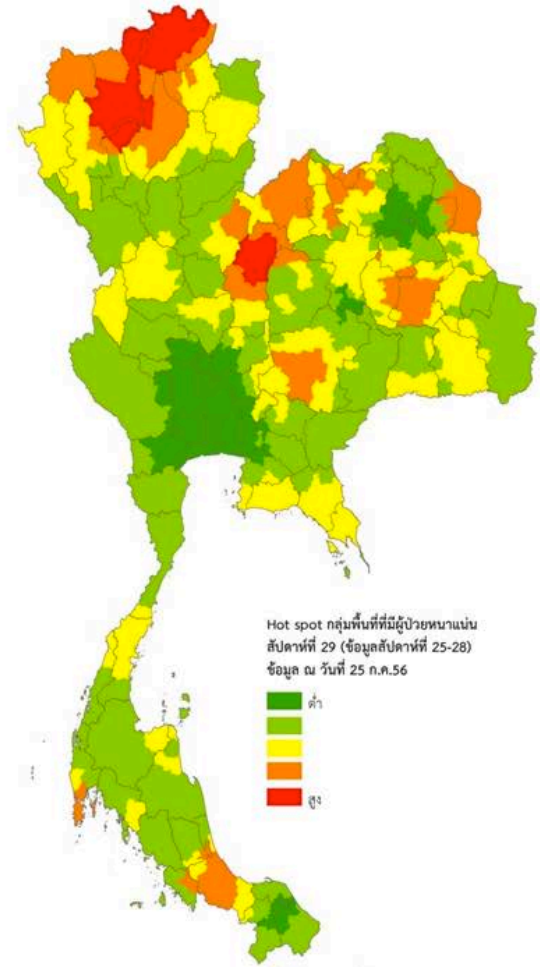 Hot spot กลุ่มพื้นที่ที่มีผู้ป่วยหนาแน่น
สัปดาห์ที่ 29 (ข้อมูลสัปดาห์ที่ 25-28)
ข้อมูล ณ วันที่ 25 ก.ค.56
ต่ำ
สูง